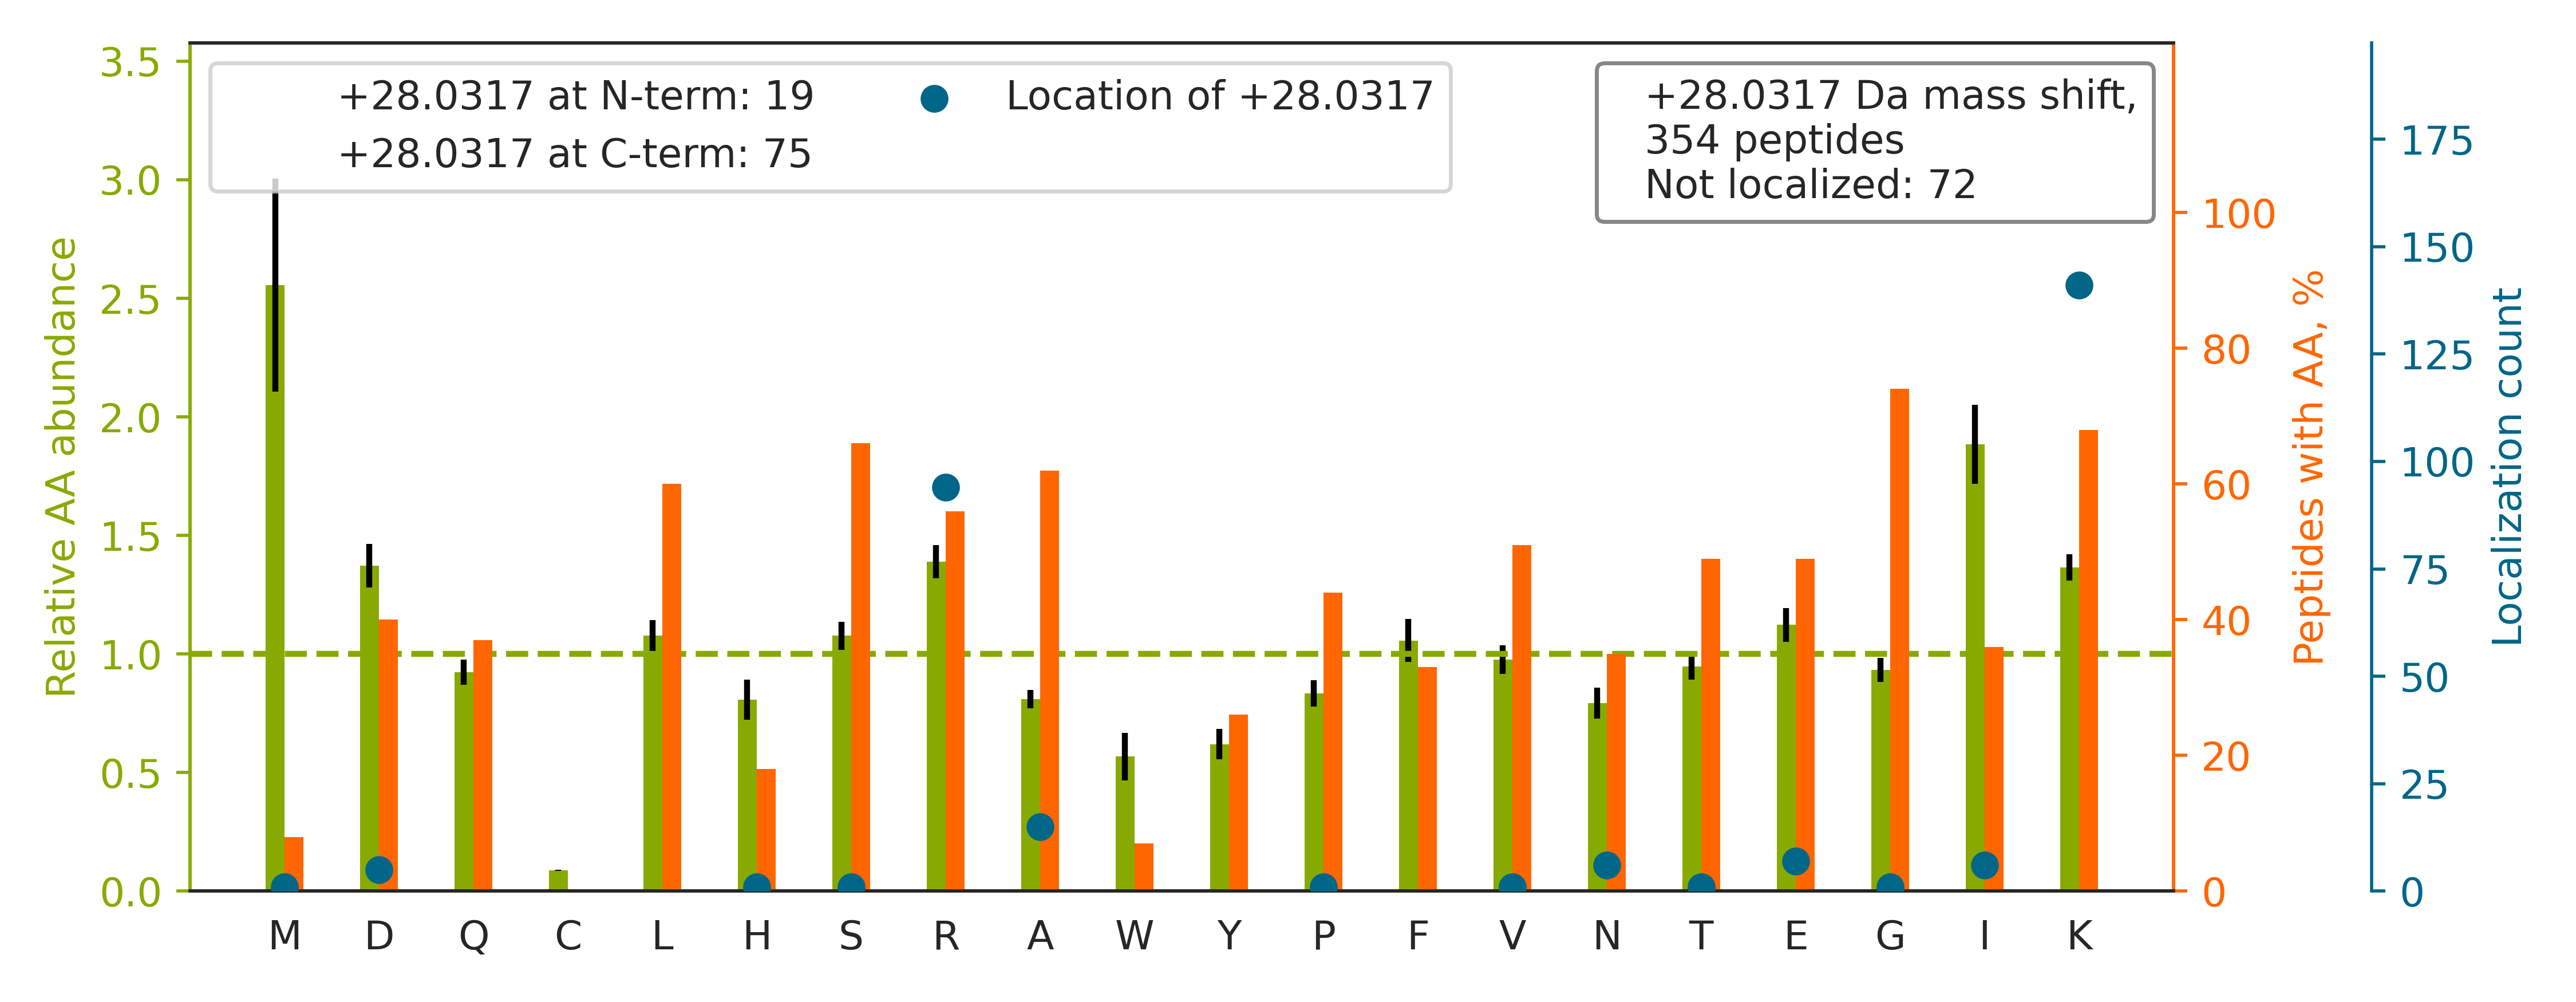 +28.0317 at N-term: 19
+28.0317 at C-term: 75
Location of +28.0317
+28.0317 Da mass shift,
354 peptides
Not localized: 72
Relative AA abundance
3.5
3.0
2.5
2.0
1.5
1.0
0.5
0.0
M D Q C L H S R A W Y P F V N T E G I K
100
80
60
40
20
0
Peptides with AA, %
175
150
125
100
75
50
25
0
Localization count